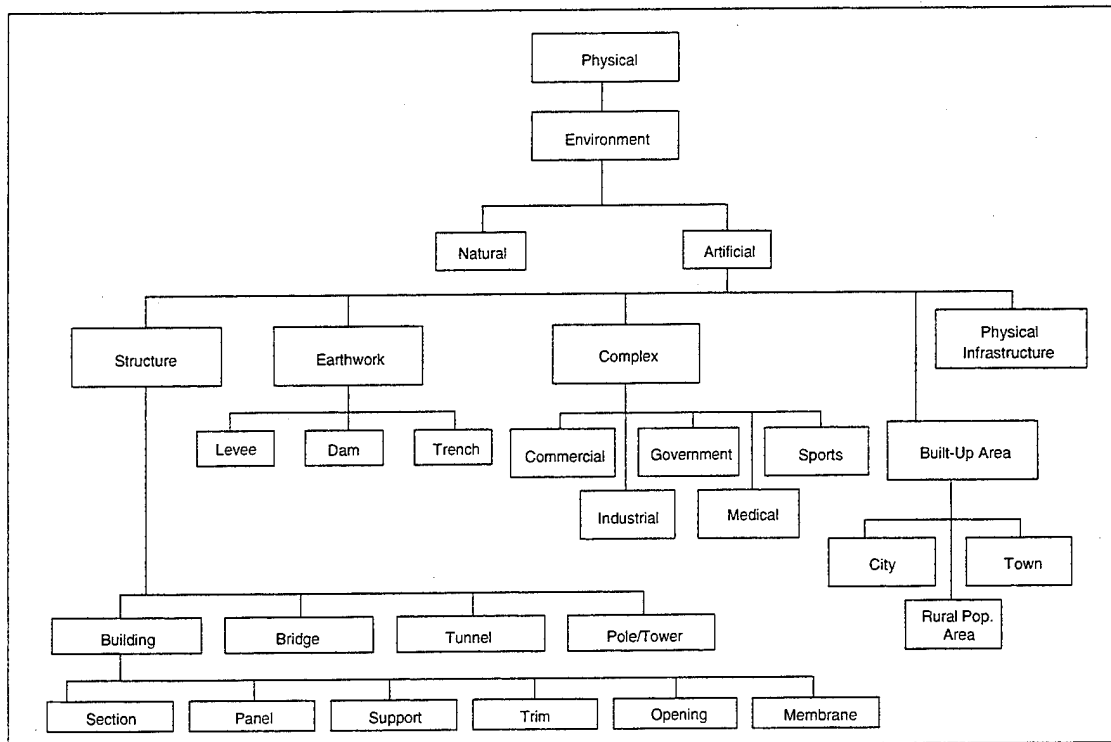 Physical
Environment
Natural
Artificial
Structure
Earthwork
Complex
Physical
Infrastructure
Levee
Dam
Trench
Commercial
Government
Sports
Built-Up Area
Industrial
Medical
City
Town
Rural Pop.
Area
Building
Bridge
Tunnel
Pole/Tower
Section
Panel
Support
Trim
Opening
Membrane